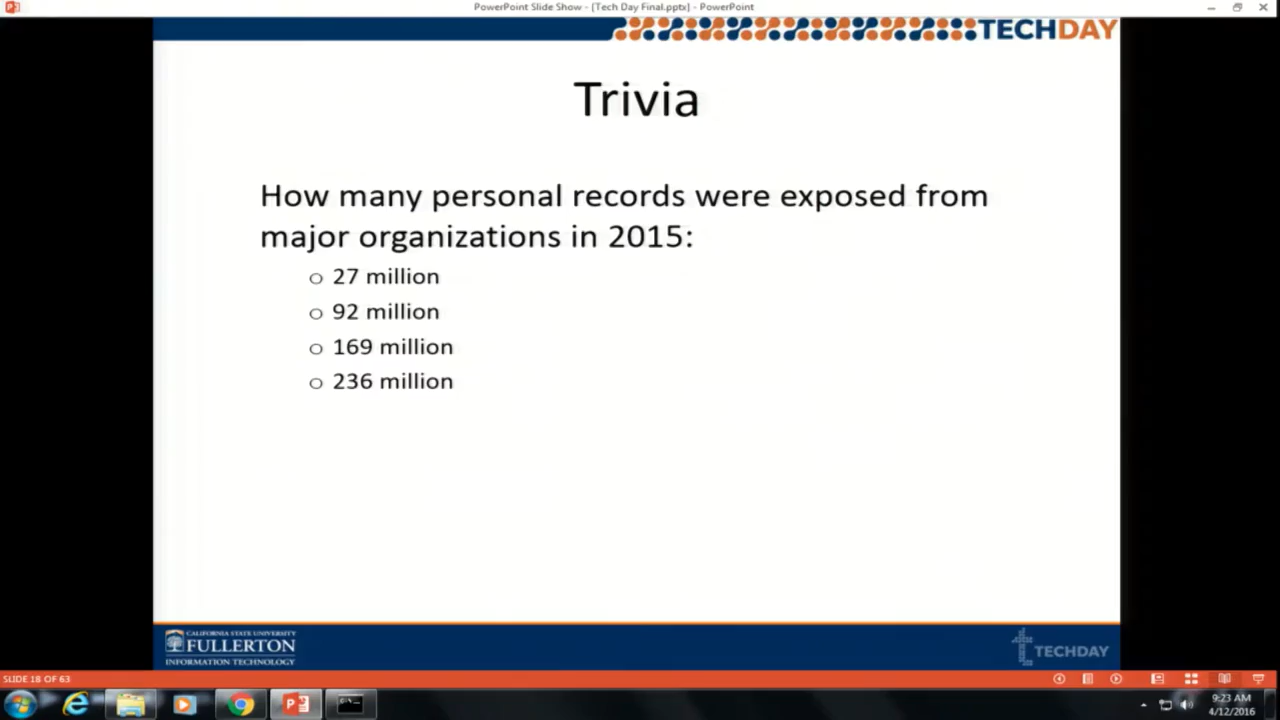 PowerPoint Slide Show - [Tech Day Final.pptx] - PowerPoint
TECHDAY
Trivia
How many personal records were exposed from
major organizations in 2015:
o 27 million
o 92 million
o 169 million
o 236 million
CALIFORNIA STATE UNIVERSITY
FULLERTON
INFORMATION TECHNOLOGY
TECHDAY
SLIDE 18 OF 63
9:23 AM
4/12/2016